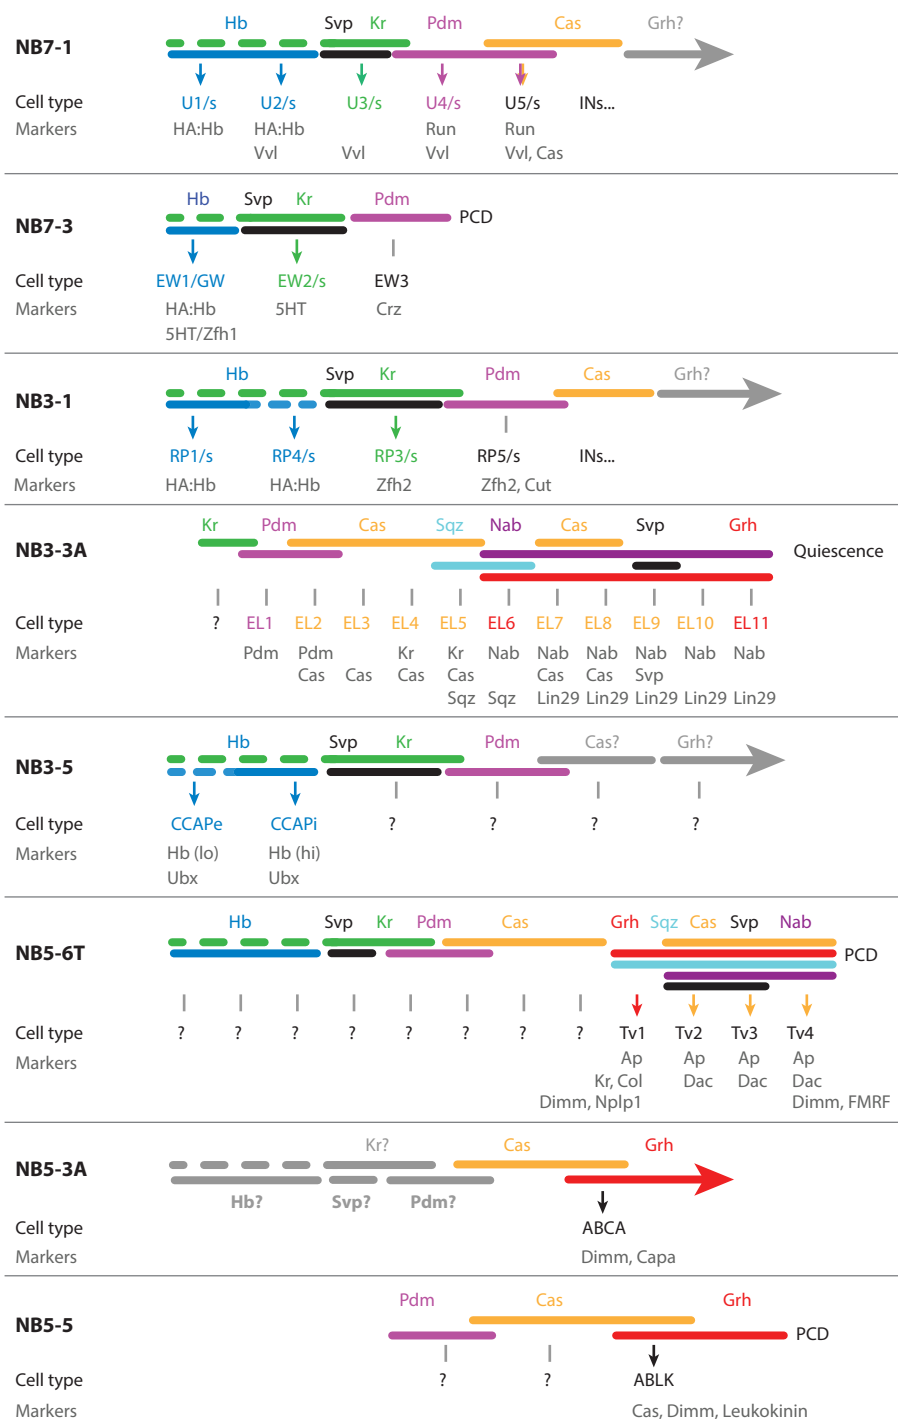 Hb Svp Kr Pdm Cas Grh?
NB7-1
Cell type U1/s U2/s U3/s U4/s U5/s INs...
Markers HA:Hb HA:Hb Run Run
Vvl Vvl Vvl Vvl, Cas
Hb Svp Kr Pdm
NB7-3 PCD
Cell type EW1/GW EW2/s EW3
Markers HA:Hb 5HT Crz
5HT/Zfh1
Hb Svp Kr Pdm Cas Grh?
NB3-1
Cell type RP1/s RP4/s RP3/s RP5/s INs...
Markers HA:Hb HA:Hb Zfh2 Zfh2, Cut
Kr Pdm Cas Sqz Nab Cas Svp Grh
NB3-3A Quiescence
Cell type ? EL1 EL2 EL3 EL4 EL5 EL6 EL7 EL8 EL9 EL10 EL11
Markers Pdm Pdm Kr Kr Nab Nab Nab Nab Nab Nab
Cas Cas Cas Cas Cas Cas Svp
Sqz Sqz Lin29 Lin29 Lin29 Lin29 Lin29
Hb Svp Kr Pdm Cas? Grh?
NB3-5
Cell type CCAPe CCAPi ? ? ? ?
Markers Hb (lo) Hb (hi)
Ubx Ubx
Hb Svp Kr Pdm Cas Grh Sqz Cas Svp Nab
NB5-6T PCD
Cell type ? ? ? ? ? ? ? ? Tv1 Tv2 Tv3 Tv4
Markers Ap Ap Ap Ap
Kr, Col Dac Dac Dac
Dimm, Nplp1 Dimm, FMRF
Kr? Cas Grh
NB5-3A
Hb? Svp? Pdm?
Cell type ABCA
Markers Dimm, Capa
Pdm Cas Grh
NB5-5 PCD
Cell type ? ? ABLK
Markers Cas, Dimm, Leukokinin